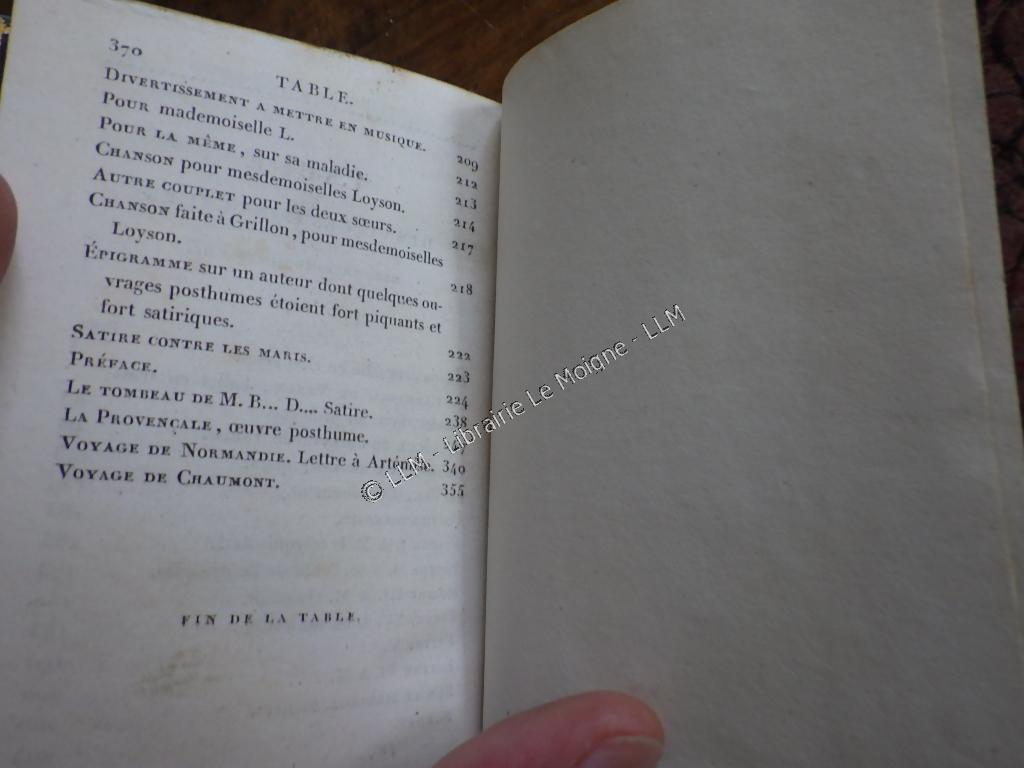 370
TABLE.
DIVERTISSEMENT A METTRE EN MUSIQUE. 209
POUR mademoiselle L. 212
POUR LA MÊME, sur sa maladie. 213
CHANSON pour mesdemoiselles Loyson. 214
AUTRE COUPLET pour les deux sœurs. 217
CHANSON faite à Grillon, pour mesdemoiselles
Loyson. 218
ÉPIGRAMME sur un auteur dont quelques ou-
vrages posthumes étoient fort piquants et
fort satiriques. 222
SATIRE CONTRE LES MARIS. 223
PRÉFACE. 224
LE TOMBEAU DE M. B... D.... Satire. 238
LA PROVENÇALE, œuvre posthume.
VOYAGE DE NORMANDIE. Lettre à Artémise. 340
VOYAGE DE CHAUMONT. 355
FIN DE LA TABLE.
© LLM - Librairie Le Moigne - LLM